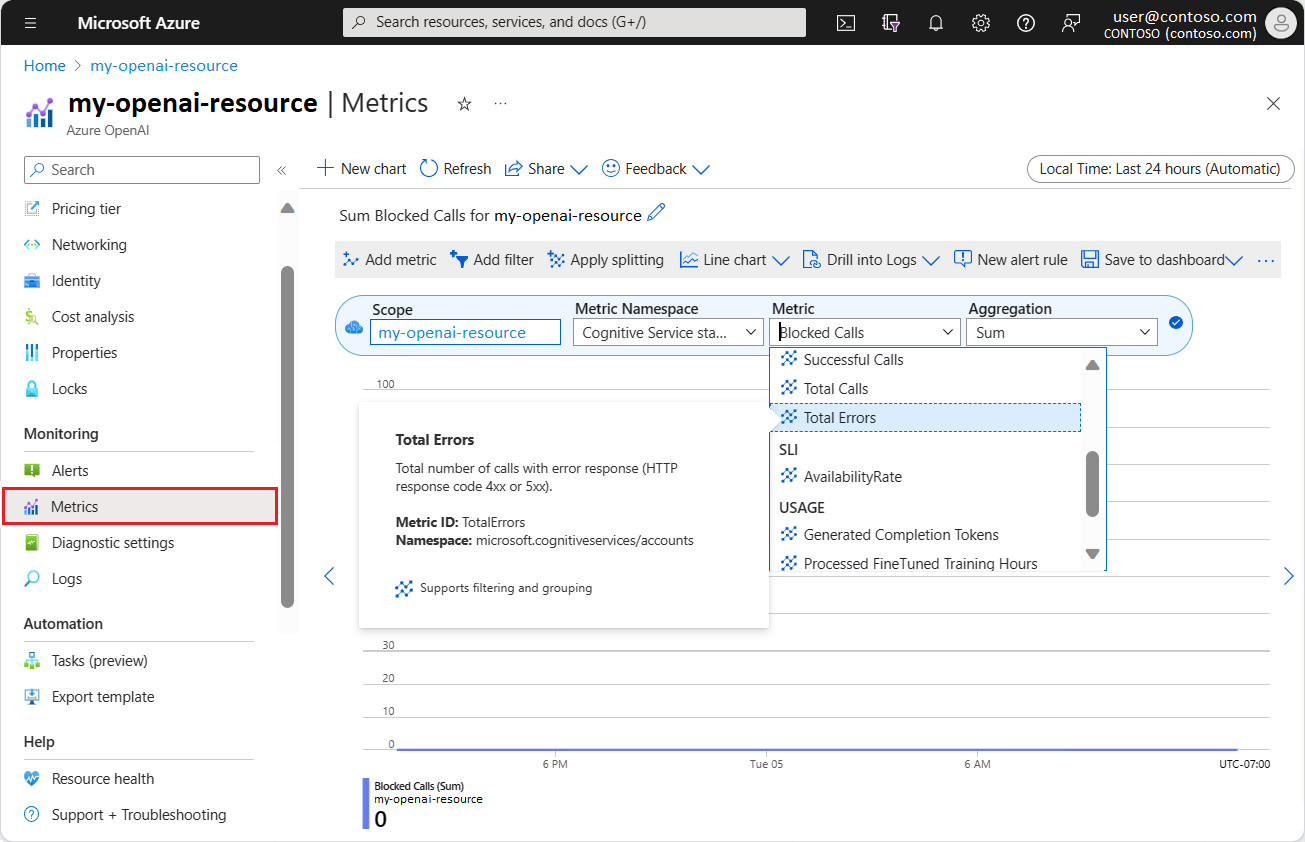 Microsoft Azure
Search resources, services, and docs (G+/)
user@contoso.com
CONTOSO (contoso.com)
Home > my-openai-resource
my-openai-resource | Metrics
...
Azure OpenAI
Search
«
New chart
Refresh
Share
Feedback
Local Time: Last 24 hours (Automatic)
Pricing tier
Networking
Identity
Cost analysis
Properties
Locks
Monitoring
Alerts
Metrics
Diagnostic settings
Logs
Automation
Tasks (preview)
Export template
Help
Resource health
Support + Troubleshooting
Sum Blocked Calls for my-openai-resource
Add metric
Add filter
Apply splitting
Line chart
Drill into Logs
New alert rule
Save to dashboard
...
Scope
my-openai-resource
Metric Namespace
Cognitive Service sta...
Metric
Blocked Calls
Aggregation
Sum
Successful Calls
Total Calls
Total Errors
SLI
AvailabilityRate
USAGE
Generated Completion Tokens
Processed FineTuned Training Hours
100
Total Errors
Total number of calls with error response (HTTP
response code 4xx or 5xx).
Metric ID: TotalErrors
Namespace: microsoft.cognitiveservices/accounts
Supports filtering and grouping
30
20
10
0
6 PM
Tue 05
6 AM
UTC-07:00
Blocked Calls (Sum)
my-openai-resource
0